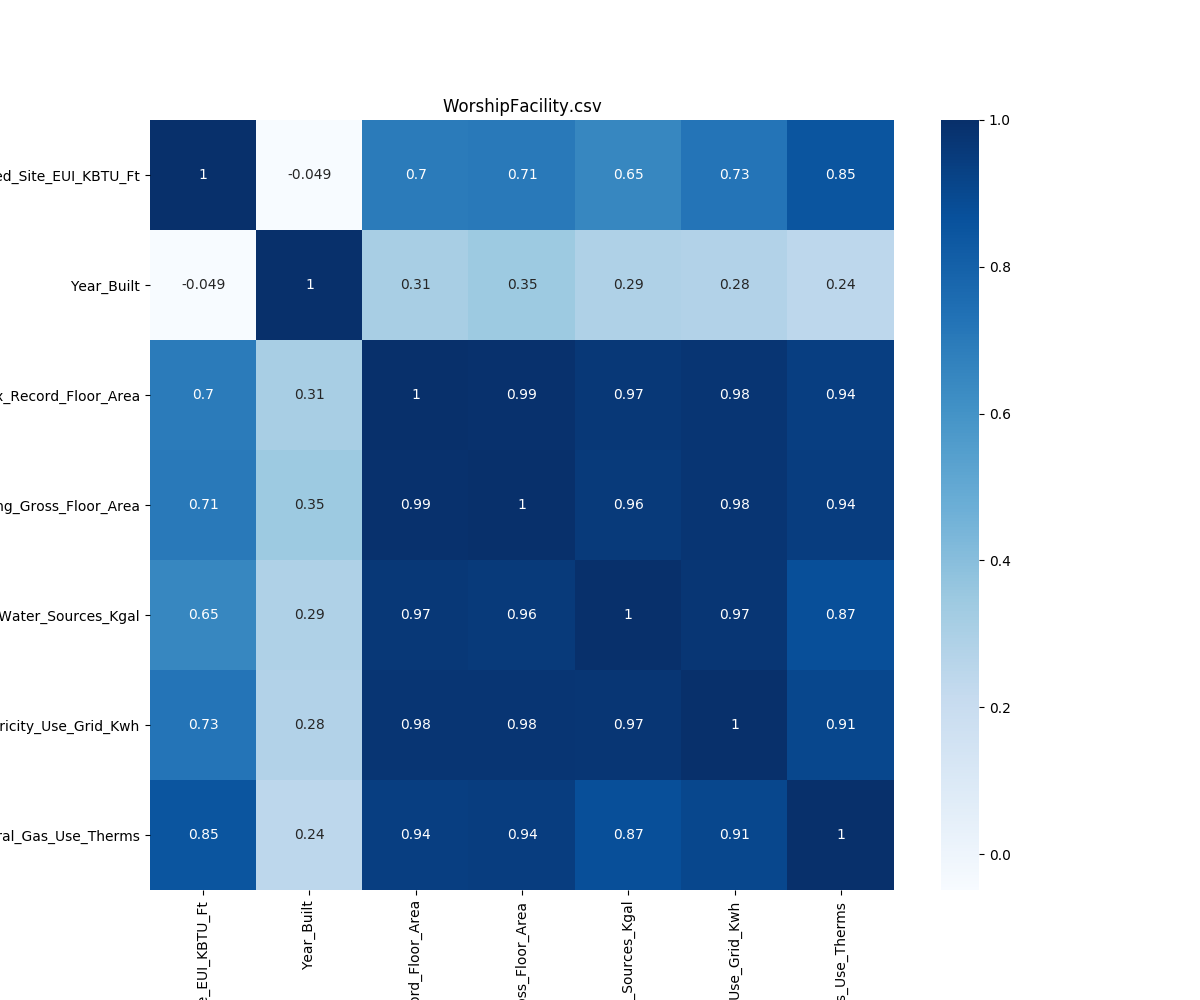 WorshipFacility.csv
ed_Site_EUI_KBTU_Ft 1 -0.049 0.7 0.71 0.65 0.73 0.85
Year_Built -0.049 1 0.31 0.35 0.29 0.28 0.24
x_Record_Floor_Area 0.7 0.31 1 0.99 0.97 0.98 0.94
ng_Gross_Floor_Area 0.71 0.35 0.99 1 0.96 0.98 0.94
Water_Sources_Kgal 0.65 0.29 0.97 0.96 1 0.97 0.87
ricity_Use_Grid_Kwh 0.73 0.28 0.98 0.98 0.97 1 0.91
ral_Gas_Use_Therms 0.85 0.24 0.94 0.94 0.87 0.91 1
e_EUI_KBTU_Ft
Year_Built
ord_Floor_Area
oss_Floor_Area
_Sources_Kgal
Use_Grid_Kwh
s_Use_Therms
1.0
0.8
0.6
0.4
0.2
0.0